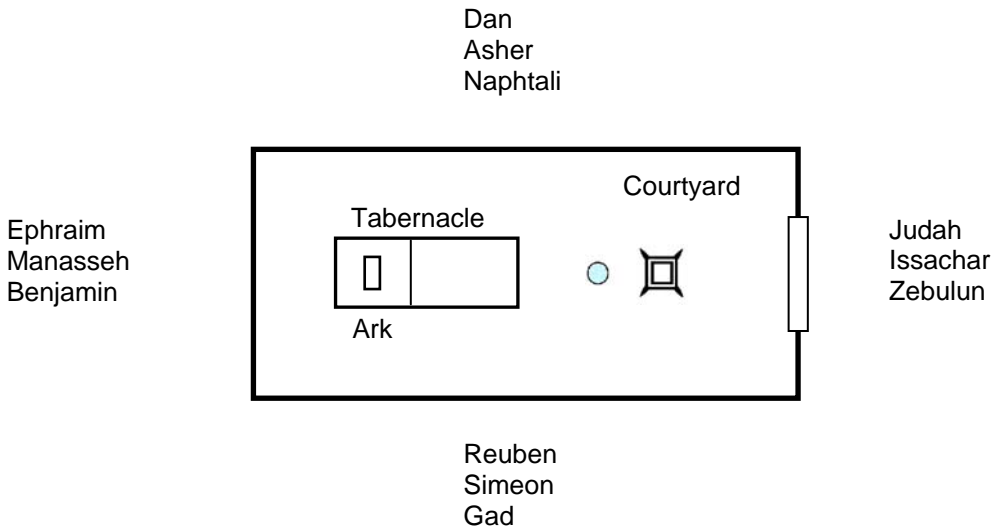 Dan
Asher
Naphtali
Courtyard
Tabernacle
Ephraim
Manasseh
Benjamin
Judah
Issachar
Zebulun
Ark
Reuben
Simeon
Gad